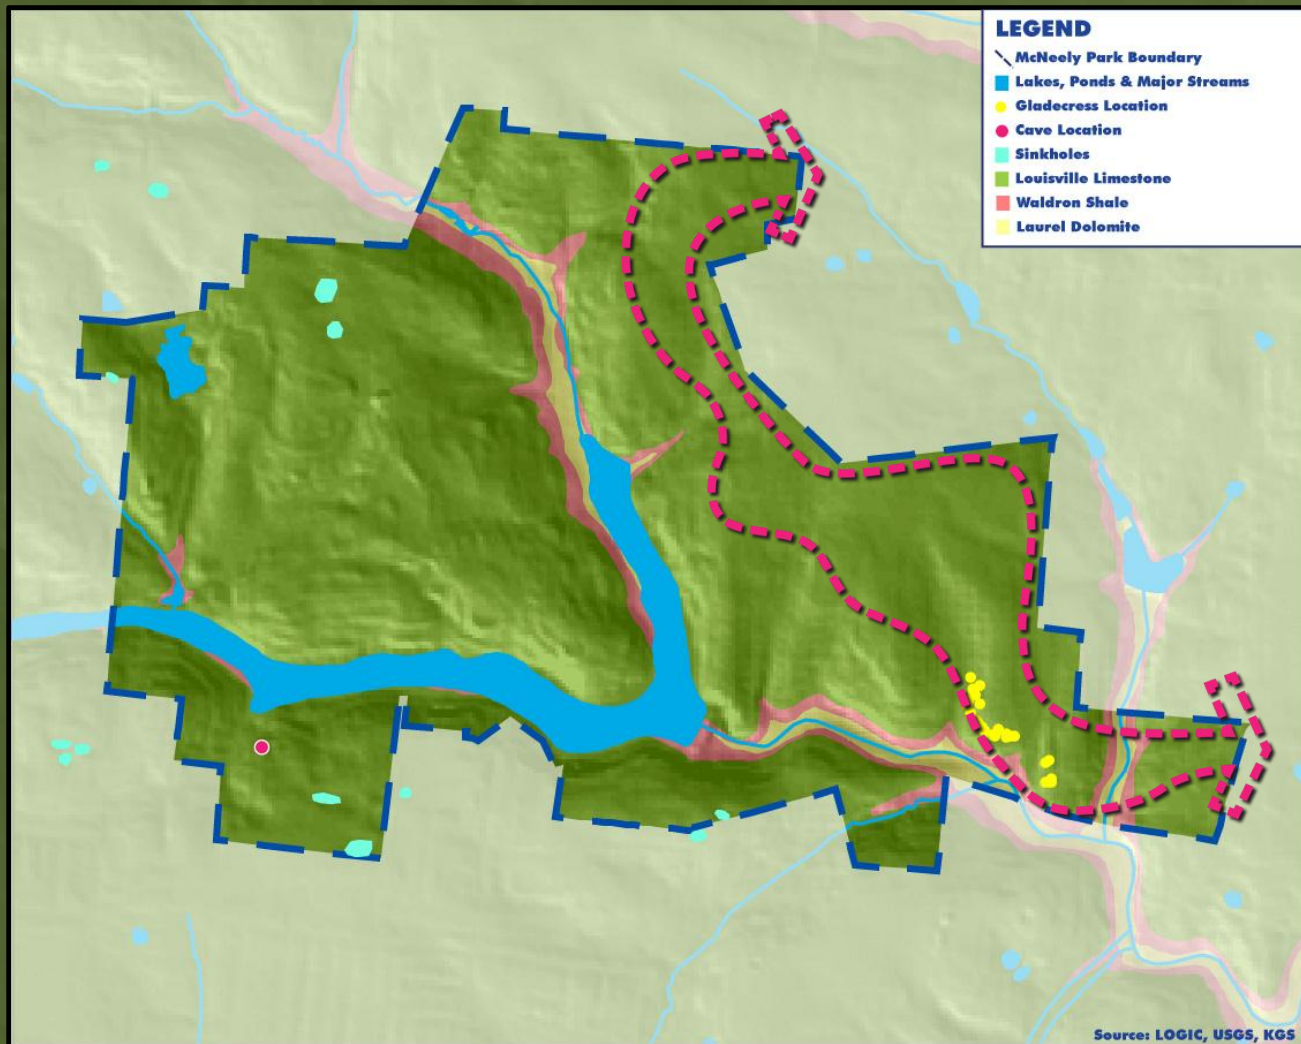 LEGEND
McNeely Park Boundary
Lakes, Ponds & Major Streams
Gladecress Location
Cave Location
Sinkholes
Louisville Limestone
Waldron Shale
Laurel Dolomite
Source: LOGIC, USGS, KGS